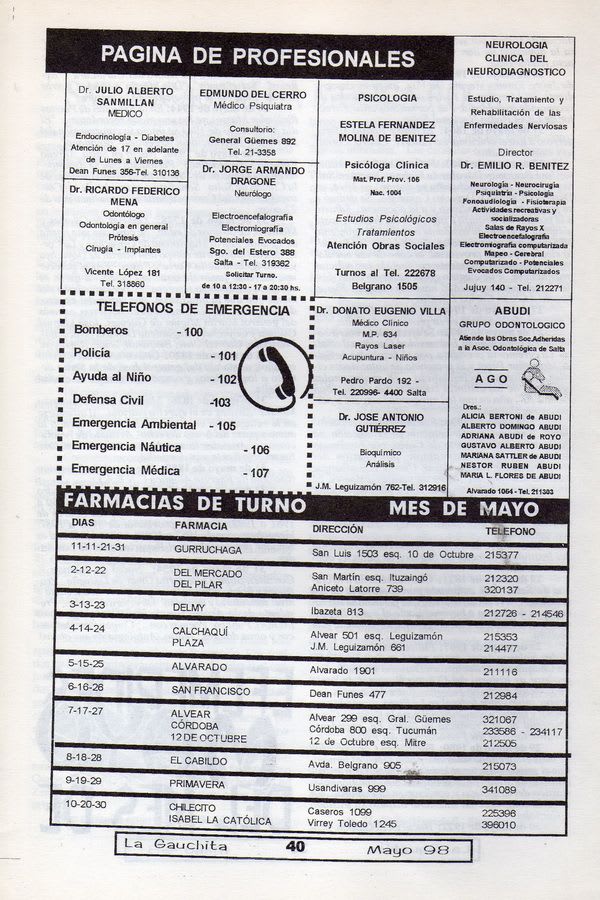 PAGINA DE PROFESIONALES
Dr. JULIO ALBERTO
SANMILLAN
MEDICO
Endocrinología - Diabetes
Atención de 17 en adelante
de Lunes a Viernes
Dean Funes 356-Tel. 310136
EDMUNDO DEL CERRO
Médico Psiquiatra
Consultorio:
General Güemes 892
Tel. 21-3358
PSICOLOGIA
ESTELA FERNANDEZ
MOLINA DE BENITEZ
Psicóloga Clinica
Mat. Prof. Prov. 105
Nac. 1004
Estudios Psicológicos
Tratamientos
Atención Obras Sociales
Turnos al Tel. 222678
Belgrano 1505
NEUROLOGIA
CLINICA DEL
NEURODIAGNOSTICO
Estudio, Tratamiento y
Rehabilitación de las
Enfermedades Nerviosas
Director
Dr. EMILIO R. BENITEZ
Neurología - Neurocirugía
Psiquiatría - Psicología
Fonoaudiología - Fisioterapia
Actividades recreativas y
socializadoras
Salas de Rayos X
Electroencefalografía
Electromiografía computarizada
Mapeo - Cerebral
Computarizado - Potenciales
Evocados Computarizados
Jujuy 140 - Tel. 212271
Dr. RICARDO FEDERICO
MENA
Odontólogo
Odontología en general
Prótesis
Cirugía - Implantes
Vicente López 181
Tel. 318860
Dr. JORGE ARMANDO
DRAGONE
Neurólogo
Electroencefalografía
Electromiografía
Potenciales Evocados
Sgo. del Estero 388
Salta - Tel. 319362
Solicitar Turno.
de 10 a 12:30 - 17 a 20:30 hs.
TELEFONOS DE EMERGENCIA
Bomberos - 100
Policía - 101
Ayuda al Niño - 102
Defensa Civil -103
Emergencia Ambiental - 105
Emergencia Náutica - 106
Emergencia Médica - 107
Dr. DONATO EUGENIO VILLA
Médico Clínico
M.P. 634
Rayos Laser
Acupuntura - Niños
Pedro Pardo 192 -
Tel. 220996- 4400 Salta
Dr. JOSE ANTONIO
GUTIÉRREZ
Bioquímico
Análisis
J.M. Leguizamón 762-Tel. 312916
ABUDI
GRUPO ODONTOLOGICO
Atiende las Obras Soc.Adheridas
a la Asoc. Odontológica de Salta
AGO
Dres.:
ALICIA BERTONI de ABUDI
ALBERTO DOMINGO ABUDI
ADRIANA ABUDI de ROYO
GUSTAVO ALBERTO ABUDI
MARIANA SATTLER de ABUDI
NESTOR RUBEN ABUDI
MARIA L. FLORES DE ABUDI
Alvarado 1064 - Tel. 211303
FARMACIAS DE TURNO MES DE MAYO
DIAS FARMACIA DIRECCIÓN TELEFONO
11-11-21-31 GURRUCHAGA San Luis 1503 esq. 10 de Octubre 215377
2-12-22 DEL MERCADO San Martín esq. Ituzaingó 212320
DEL PILAR Aniceto Latorre 739 320137
3-13-23 DELMY Ibazeta 813 212726 - 214546
4-14-24 CALCHAQUÍ Alvear 501 esq. Leguizamón 215353
PLAZA J.M. Leguizamón 661 214477
5-15-25 ALVARADO Alvarado 1901 211116
6-16-26 SAN FRANCISCO Dean Funes 477 212984
7-17-27 ALVEAR Alvear 299 esq. Gral. Güemes 321067
CÓRDOBA Córdoba 800 esq. Tucumán 233586 - 234117
12 DE OCTUBRE 12 de Octubre esq. Mitre 212505
8-18-28 EL CABILDO Avda. Belgrano 905 215073
9-19-29 PRIMAVERA Usandivaras 999 341089
10-20-30 CHILECITO Caseros 1099 225396
ISABEL LA CATÓLICA Virrey Toledo 1245 396010
La Gauchita 40 Mayo 98